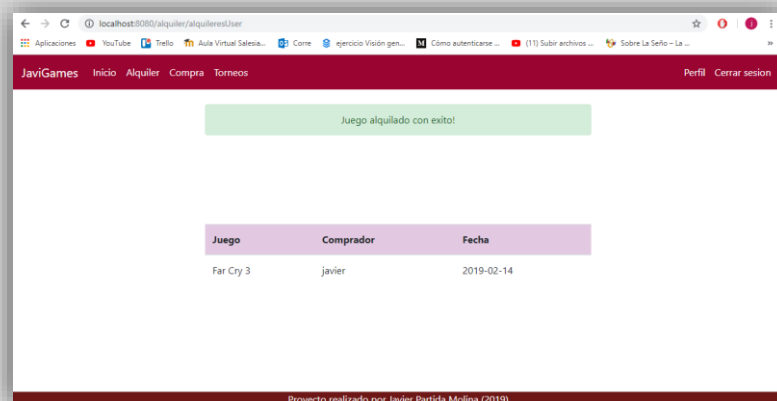 localhost:8080/alquiler/alquileresUser
Aplicaciones YouTube Trello Aula Virtual Salesia... Corre ejercicio Visión gen... Cómo autenticarse ... (11) Subir archivos ... Sobre La Seño – La ... »
JaviGames Inicio Alquiler Compra Torneos Perfil Cerrar sesion
Juego alquilado con exito!
Juego Comprador Fecha
Far Cry 3 javier 2019-02-14
Proyecto realizado por Javier Partida Molina (2019)